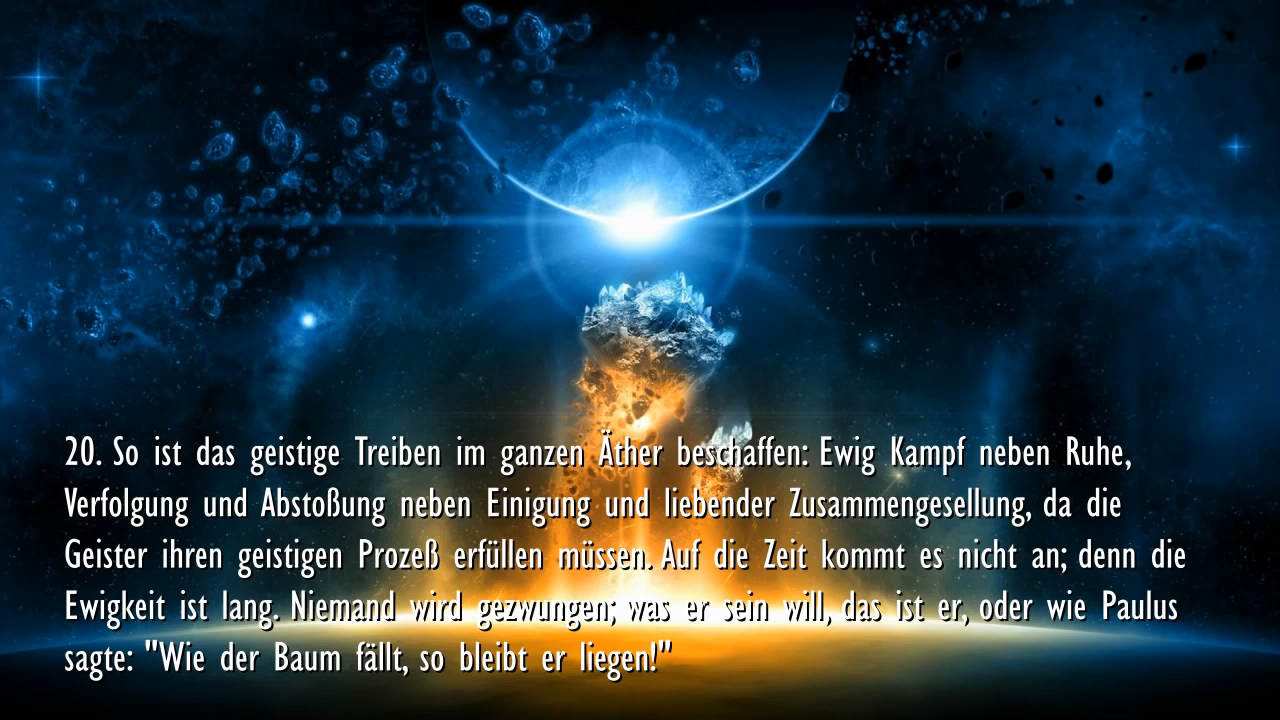 20. So ist das geistige Treiben im ganzen Äther beschaffen: Ewig Kampf neben Ruhe,
Verfolgung und Abstoßung neben Einigung und liebender Zusammengesellung, da die
Geister ihren geistigen Prozeß erfüllen müssen. Auf die Zeit kommt es nicht an; denn die
Ewigkeit ist lang. Niemand wird gezwungen; was er sein will, das ist er, oder wie Paulus
sagte: "Wie der Baum fällt, so bleibt er liegen!"